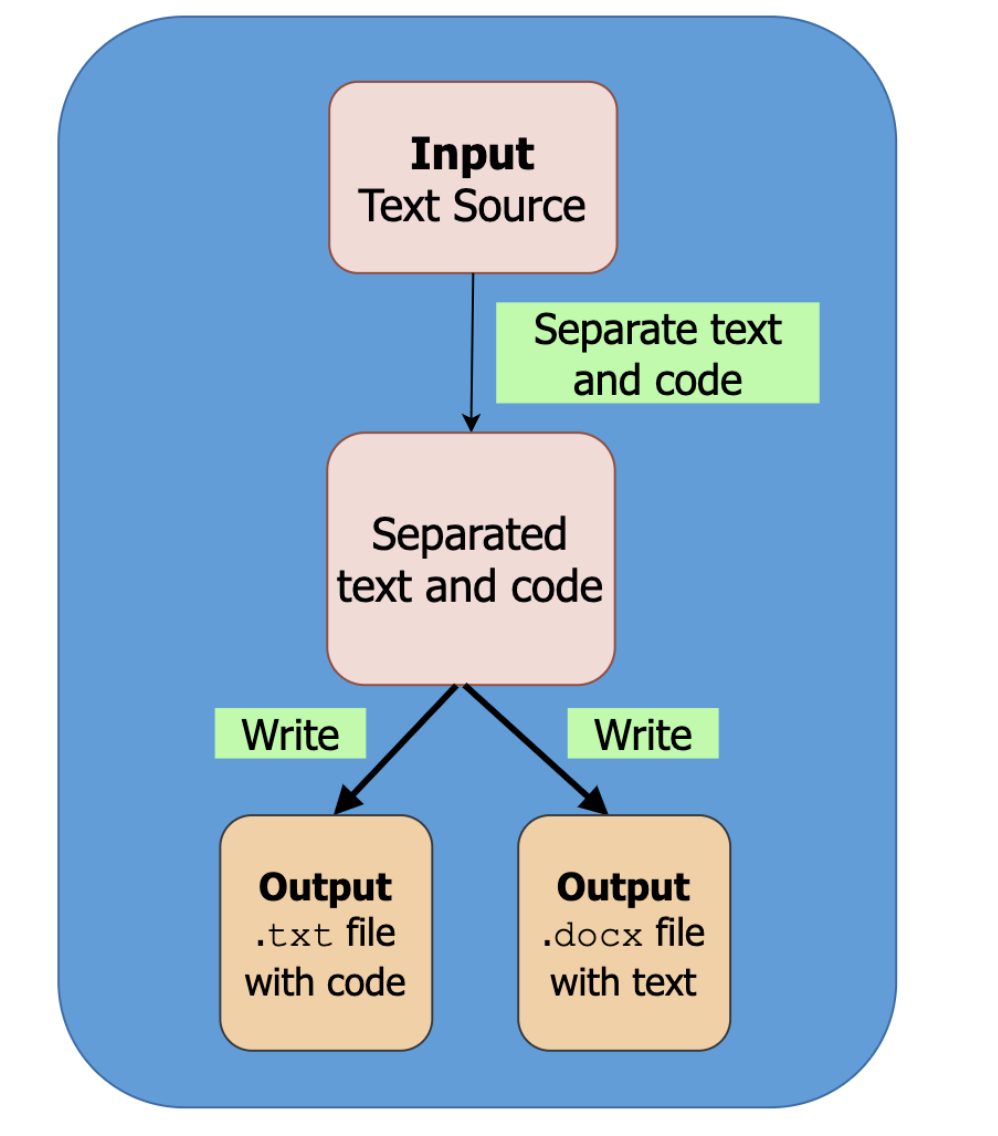 Input
Text Source
Separate text
and code
Separated
text and code
Write
Write
Output
.txt file
with code
Output
.docx file
with text